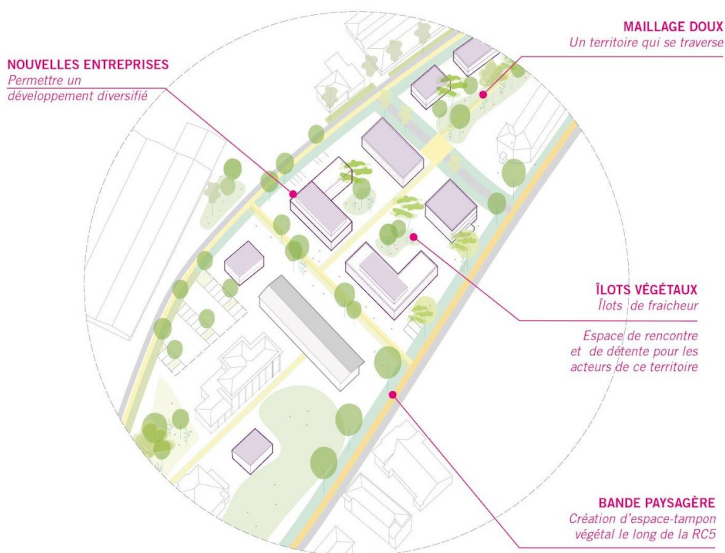 NOUVELLES ENTREPRISES
Permettre un
développement diversifié
MAILLAGE DOUX
Un territoire qui se traverse
ÎLOTS VÉGÉTAUX
Îlots de fraicheur
Espace de rencontre
et de détente pour les
acteurs de ce territoire
BANDE PAYSAGÈRE
Création d'espace-tampon
végétal le long de la RC5